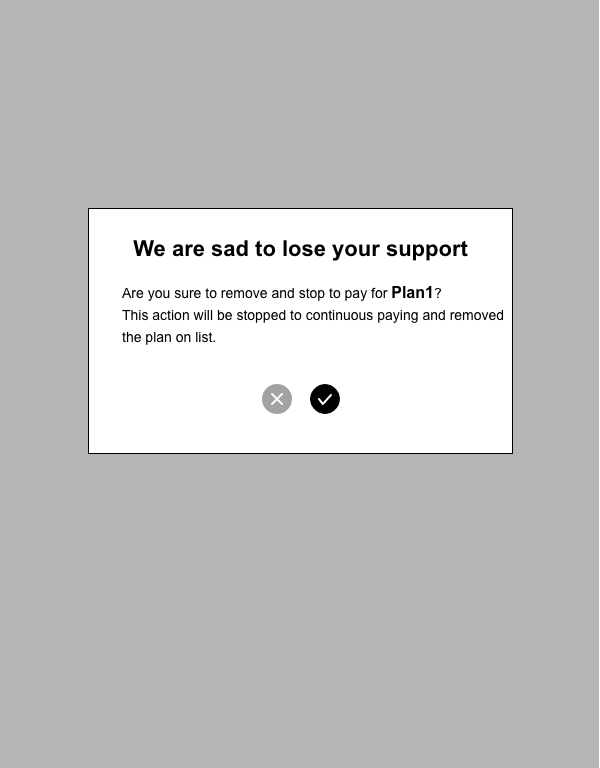 We are sad to lose your support
Are you sure to remove and stop to pay for Plan1?
This action will be stopped to continuous paying and removed
the plan on list.